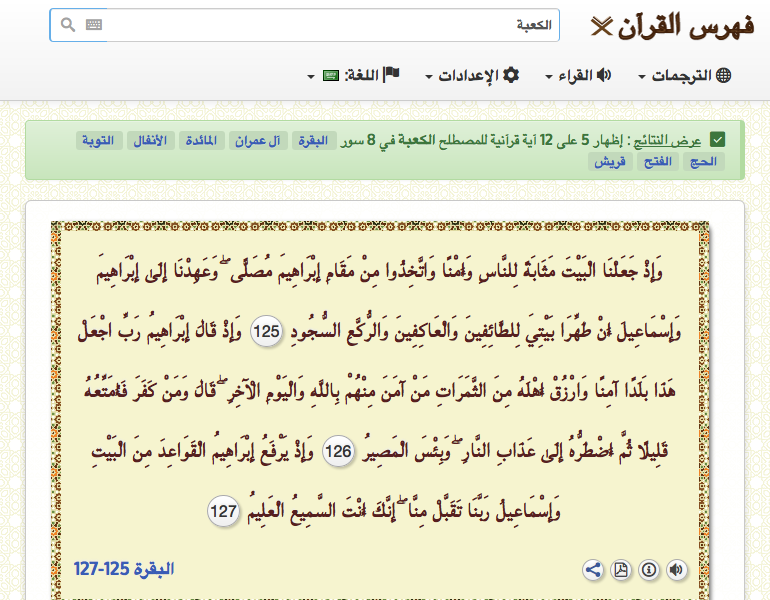 فهرس القرآن
الكعبة
الترجمات القراء الإعدادات اللغة:
عرض النتائج : إظهار 5 على 12 آية قرآنية للمصطلح الكعبة في 8 سور البقرة آل عمران المائدة الأنفال التوبة
الحج الفتح قريش
وَإِذْ جَعَلْنَا الْبَيْتَ مَثَابَةً لِلنَّاسِ وَأَمْنًا وَاتَّخِذُوا مِنْ مَقَامِ إِبْرَاهِيمَ مُصَلًّى ۖ وَعَهِدْنَا إِلَىٰ إِبْرَاهِيمَ
وَإِسْمَاعِيلَ أَنْ طَهِّرَا بَيْتِيَ لِلطَّائِفِينَ وَالْعَاكِفِينَ وَالرُّكَّعِ السُّجُودِ 125 وَإِذْ قَالَ إِبْرَاهِيمُ رَبِّ اجْعَلْ
هَٰذَا بَلَدًا آمِنًا وَارْزُقْ أَهْلَهُ مِنَ الثَّمَرَاتِ مَنْ آمَنَ مِنْهُمْ بِاللَّهِ وَالْيَوْمِ الْآخِرِ ۖ قَالَ وَمَنْ كَفَرَ فَأُمَتِّعُهُ
قَلِيلًا ثُمَّ أَضْطَرُّهُ إِلَىٰ عَذَابِ النَّارِ ۖ وَبِئْسَ الْمَصِيرُ 126 وَإِذْ يَرْفَعُ إِبْرَاهِيمُ الْقَوَاعِدَ مِنَ الْبَيْتِ
وَإِسْمَاعِيلُ رَبَّنَا تَقَبَّلْ مِنَّا ۖ إِنَّكَ أَنْتَ السَّمِيعُ الْعَلِيمُ 127
البقرة 125-127